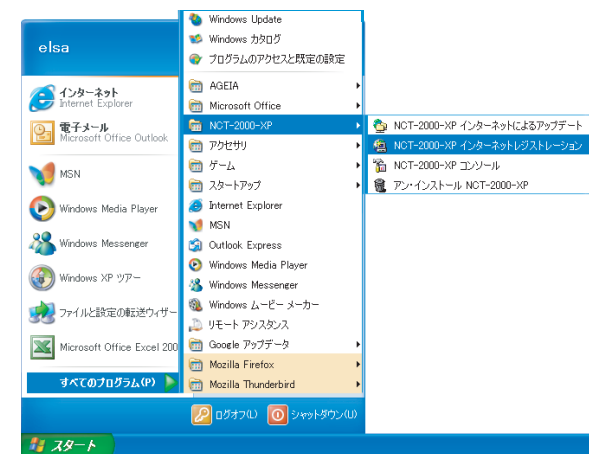 elsa
インターネット
Internet Explorer
電子メール
Microsoft Office Outlook
MSN
Windows Media Player
Windows Messenger
Windows XP ツアー
ファイルと設定の転送ウィザー
Microsoft Office Excel 200
すべてのプログラム(P)
Windows Update
Windows カタログ
プログラムのアクセスと既定の設定
AGEIA
Microsoft Office
NCT-2000-XP
アクセサリ
ゲーム
スタートアップ
Internet Explorer
MSN
Outlook Express
Windows Media Player
Windows Messenger
Windows ムービー メーカー
リモート アシスタンス
Google アップデータ
Mozilla Firefox
Mozilla Thunderbird
NCT-2000-XP インターネットによるアップデート
NCT-2000-XP インターネットレジストレーション
NCT-2000-XP コンソール
アン・インストール NCT-2000-XP
ログオフ(L) シャットダウン(U)
スタート